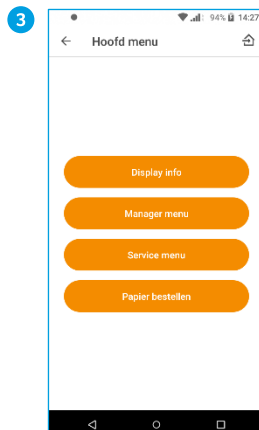 3
94% 14:27
Hoofd menu
Display info
Manager menu
Service menu
Papier bestellen